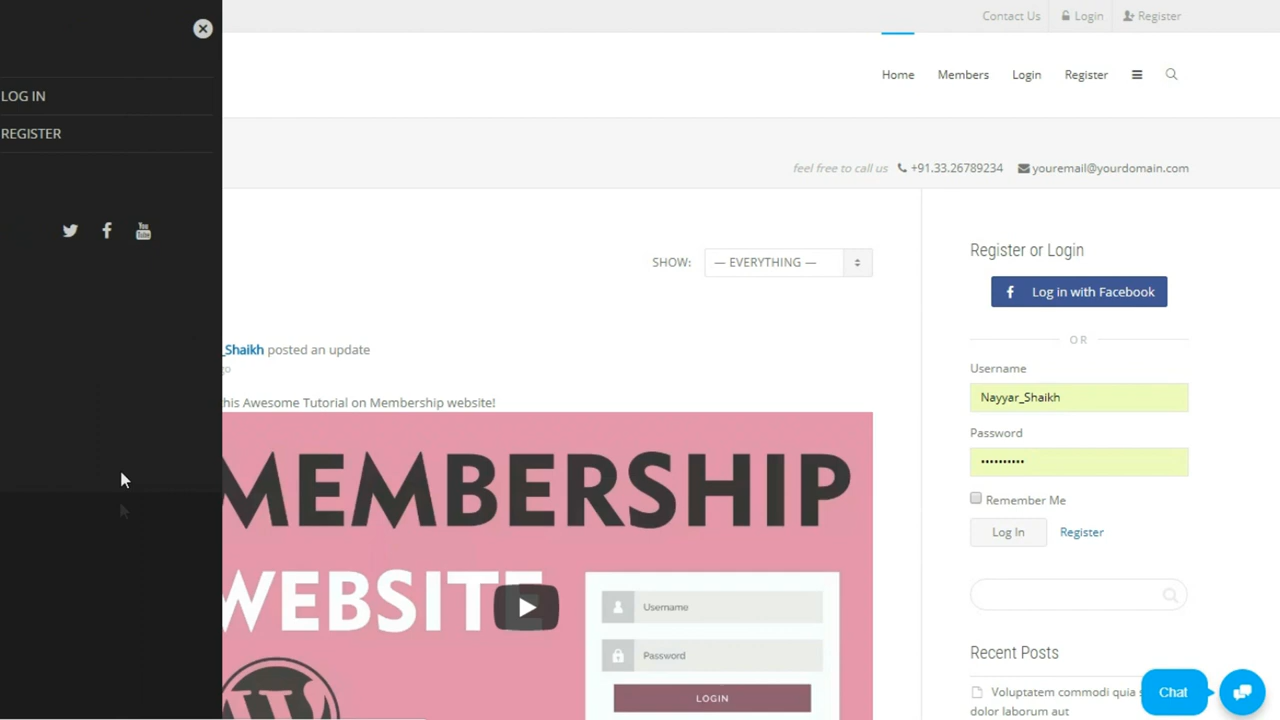 Contact Us Login Register
LOG IN
REGISTER
Home Members Login Register
feel free to call us +91.33.26789234 youremail@yourdomain.com
SHOW: — EVERYTHING —
_Shaikh posted an update
go
his Awesome Tutorial on Membership website!
MEMBERSHIP
WEBSITE
Username
Password
LOGIN
Register or Login
Log in with Facebook
OR
Username
Nayyar_Shaikh
Password
••••••••••
Remember Me
Log In Register
Recent Posts
Voluptatem commodi quia s
dolor laborum aut
Chat
You
Tube